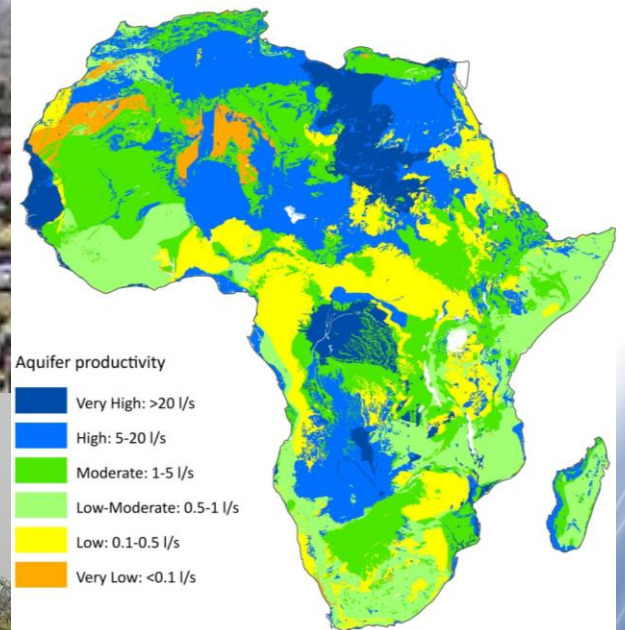 Aquifer productivity
Very High: >20 l/s
High: 5-20 l/s
Moderate: 1-5 l/s
Low-Moderate: 0.5-1 l/s
Low: 0.1-0.5 l/s
Very Low: <0.1 l/s